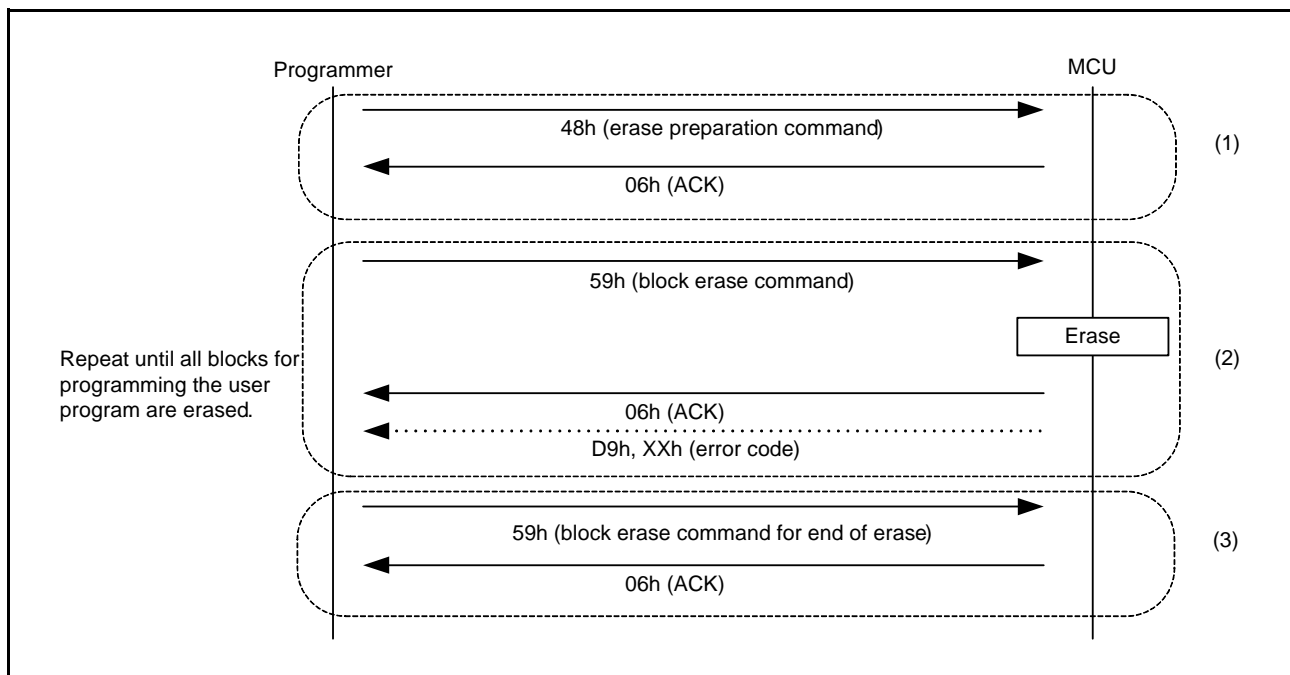 Programmer
MCU
48h (erase preparation command)
(1)
06h (ACK)
59h (block erase command)
Erase
Repeat until all blocks for
programming the user
program are erased.
(2)
06h (ACK)
D9h, XXh (error code)
59h (block erase command for end of erase)
(3)
06h (ACK)